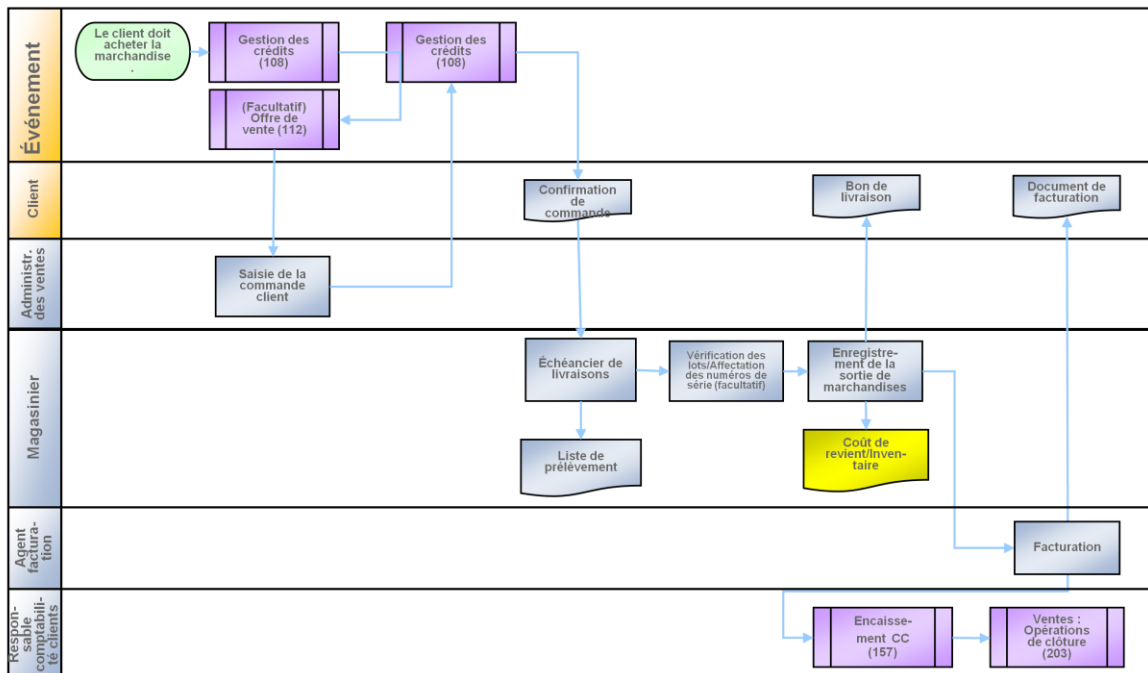 Événement
Le client doit
acheter la
marchandise
.
Gestion des
crédits
(108)
Gestion des
crédits
(108)
(Facultatif)
Offre de
vente (112)
Client
Confirmation
de
commande
Bon de
livraison
Document de
facturation
Administr.
des ventes
Saisie de la
commande
client
Magasinier
Échéancier de
livraisons
Vérification des
lots/Affectation
des numéros de
série (facultatif)
Enregistre-
ment de la
sortie de
marchandises
Liste de
prélèvement
Coût de
revient/Inven-
taire
Agent
factura-
tion
Facturation
Respon-
sable
comptabili-
té clients
Encaisse-
ment CC
(157)
Ventes :
Opérations
de clôture
(203)